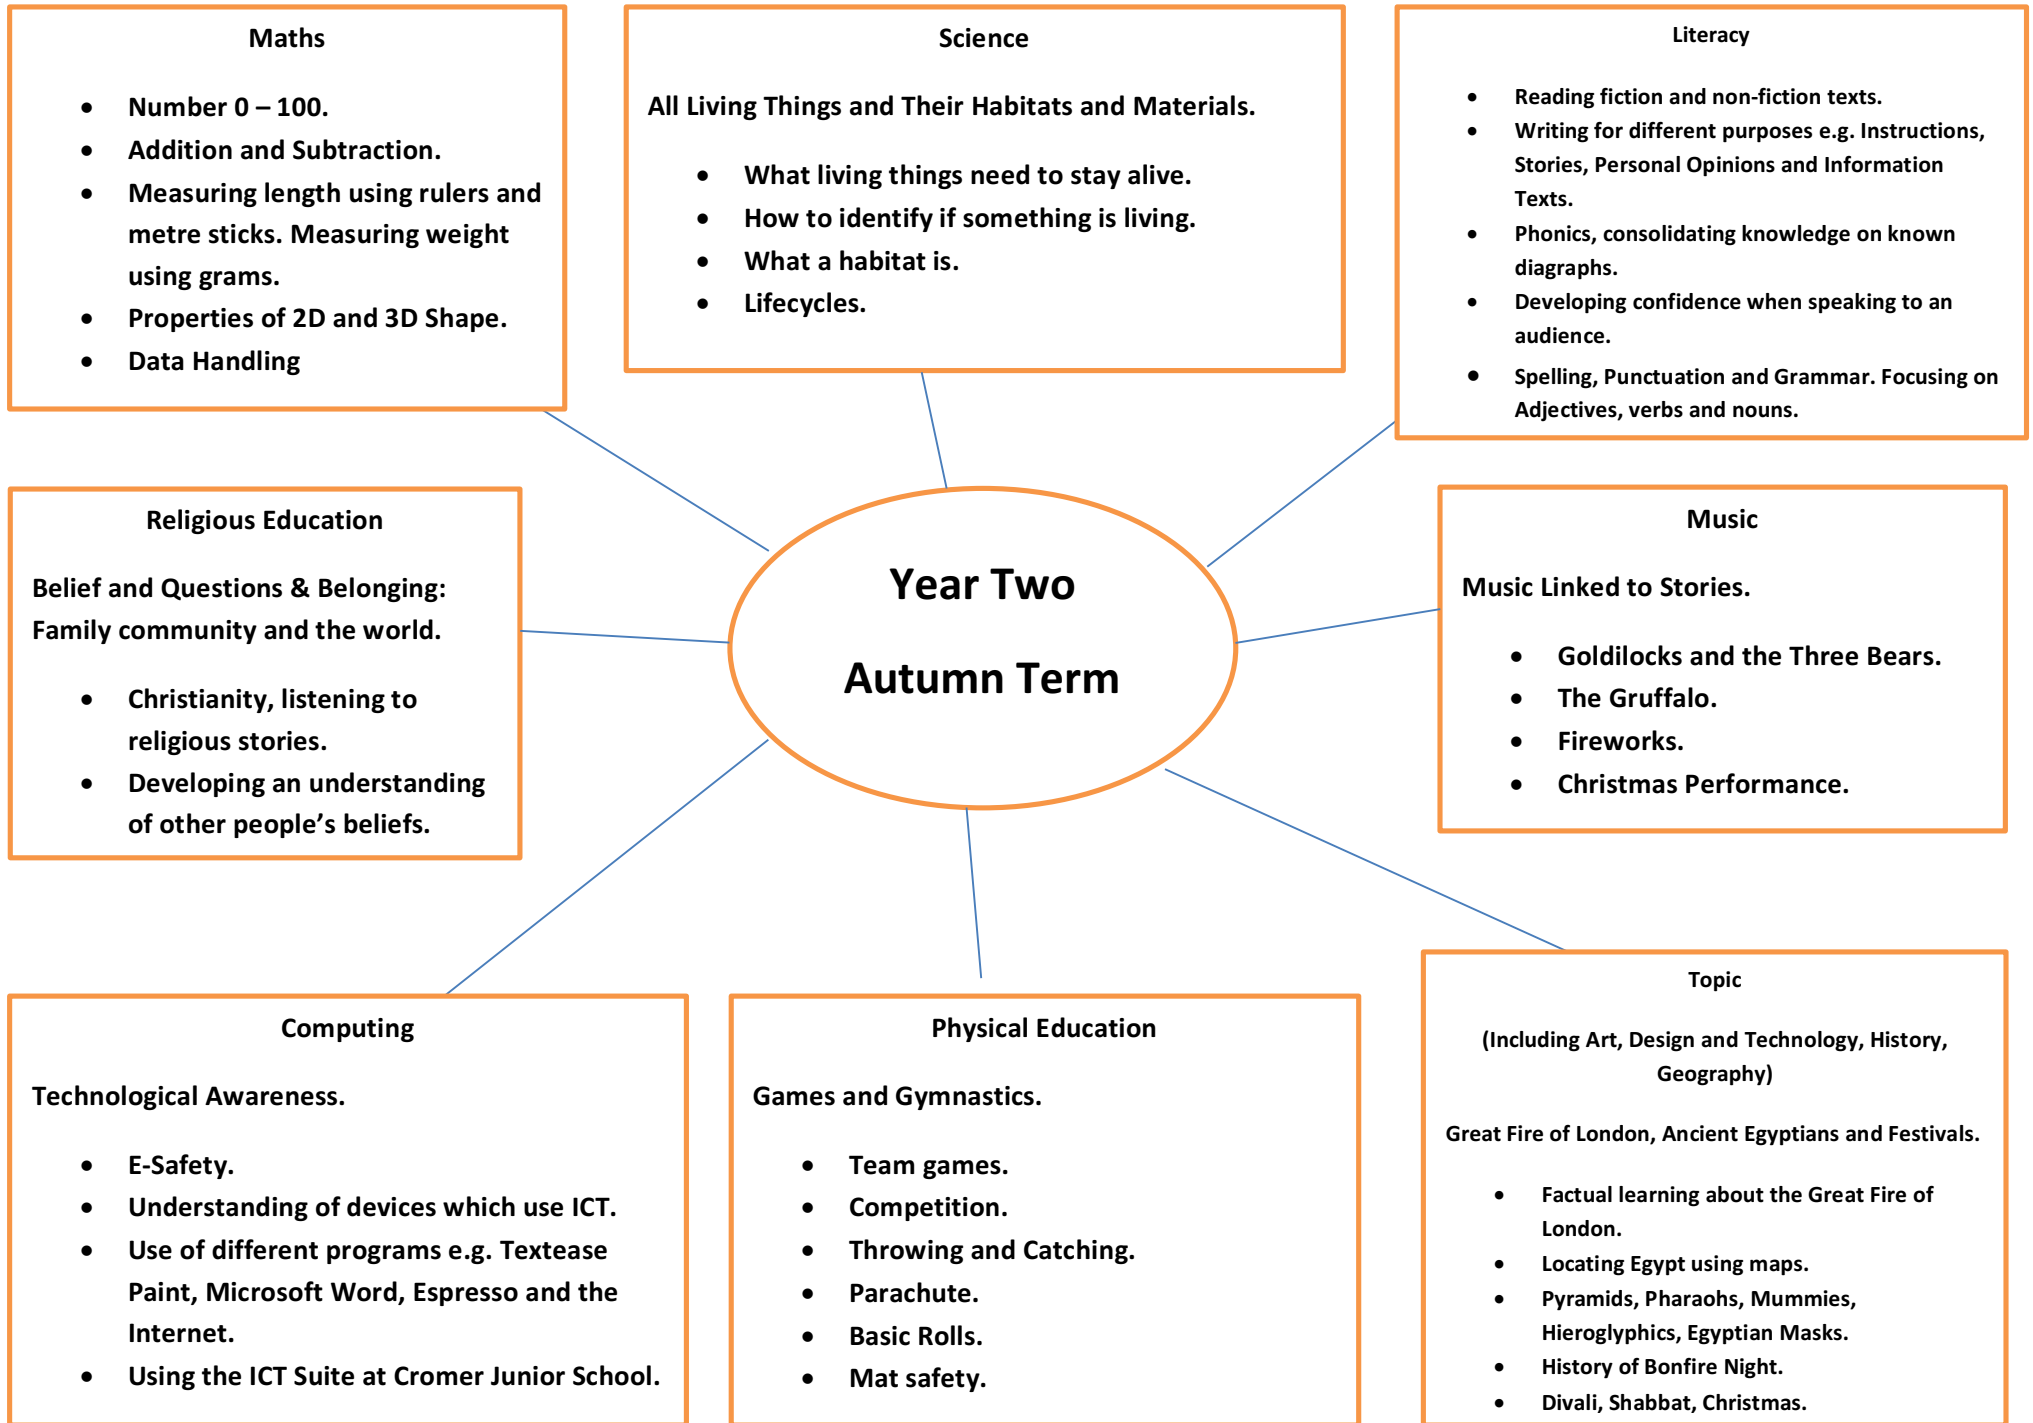 Maths
• Number 0 – 100.
• Addition and Subtraction.
• Measuring length using rulers and
metre sticks. Measuring weight
using grams.
• Properties of 2D and 3D Shape.
• Data Handling
Science
All Living Things and Their Habitats and Materials.
• What living things need to stay alive.
• How to identify if something is living.
• What a habitat is.
• Lifecycles.
Literacy
• Reading fiction and non-fiction texts.
• Writing for different purposes e.g. Instructions,
Stories, Personal Opinions and Information
Texts.
• Phonics, consolidating knowledge on known
diagraphs.
• Developing confidence when speaking to an
audience.
• Spelling, Punctuation and Grammar. Focusing on
Adjectives, verbs and nouns.
Religious Education
Belief and Questions & Belonging:
Family community and the world.
• Christianity, listening to
religious stories.
• Developing an understanding
of other people’s beliefs.
Year Two
Autumn Term
Music
Music Linked to Stories.
• Goldilocks and the Three Bears.
• The Gruffalo.
• Fireworks.
• Christmas Performance.
Computing
Technological Awareness.
• E-Safety.
• Understanding of devices which use ICT.
• Use of different programs e.g. Textease
Paint, Microsoft Word, Espresso and the
Internet.
• Using the ICT Suite at Cromer Junior School.
Physical Education
Games and Gymnastics.
• Team games.
• Competition.
• Throwing and Catching.
• Parachute.
• Basic Rolls.
• Mat safety.
Topic
(Including Art, Design and Technology, History,
Geography)
Great Fire of London, Ancient Egyptians and Festivals.
• Factual learning about the Great Fire of
London.
• Locating Egypt using maps.
• Pyramids, Pharaohs, Mummies,
Hieroglyphics, Egyptian Masks.
• History of Bonfire Night.
• Divali, Shabbat, Christmas.